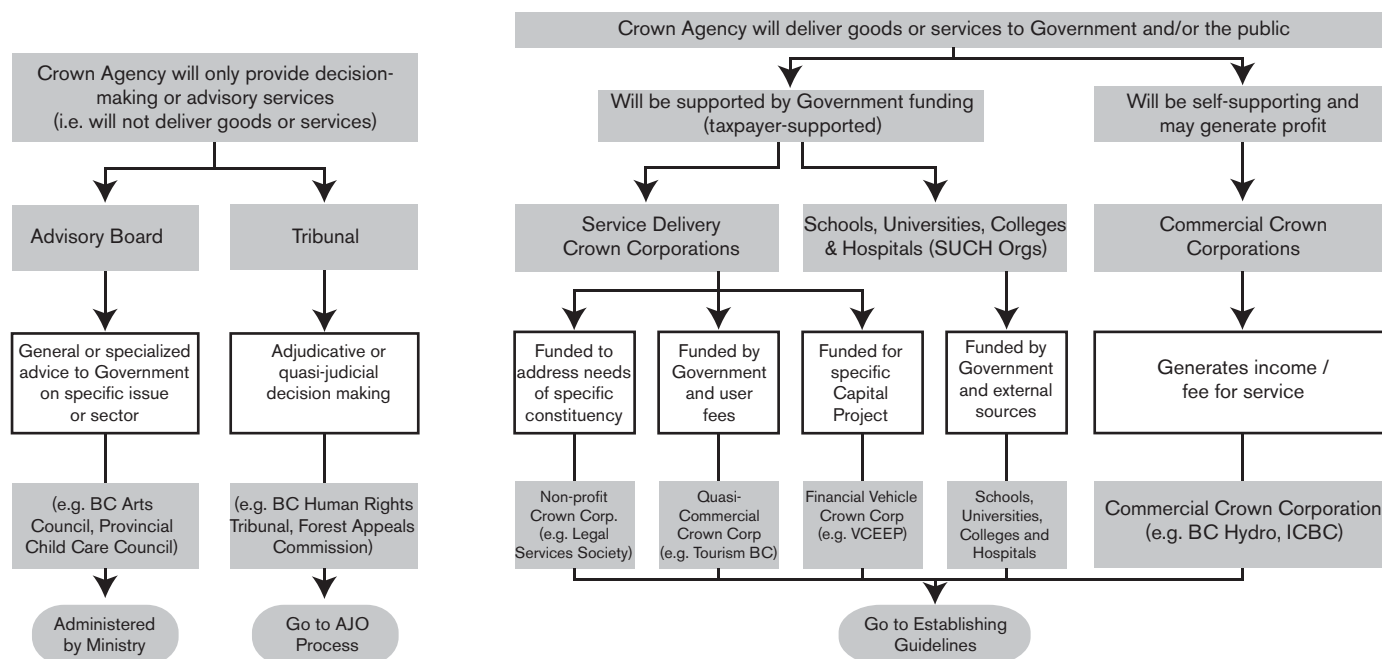 Crown Agency will only provide decision-
making or advisory services
(i.e. will not deliver goods or services)
Advisory Board
Tribunal
General or specialized
advice to Government
on specific issue
or sector
Adjudicative or
quasi-judicial
decision making
(e.g. BC Arts
Council, Provincial
Child Care Council)
(e.g. BC Human Rights
Tribunal, Forest Appeals
Commission)
Administered
by Ministry
Go to AJO
Process
Crown Agency will deliver goods or services to Government and/or the public
Will be supported by Government funding
(taxpayer-supported)
Will be self-supporting and
may generate profit
Service Delivery
Crown Corporations
Schools, Universities, Colleges
& Hospitals (SUCH Orgs)
Commercial Crown
Corporations
Funded to
address needs
of specific
constituency
Funded by
Government
and user
fees
Funded for
specific
Capital
Project
Funded by
Government
and external
sources
Generates income /
fee for service
Non-profit
Crown Corp.
(e.g. Legal
Services Society)
Quasi-
Commercial
Crown Corp
(e.g. Tourism BC)
Financial Vehicle
Crown Corp
(e.g. VCEEP)
Schools,
Universities,
Colleges and
Hospitals
Commercial Crown Corporation
(e.g. BC Hydro, ICBC)
Go to Establishing
Guidelines